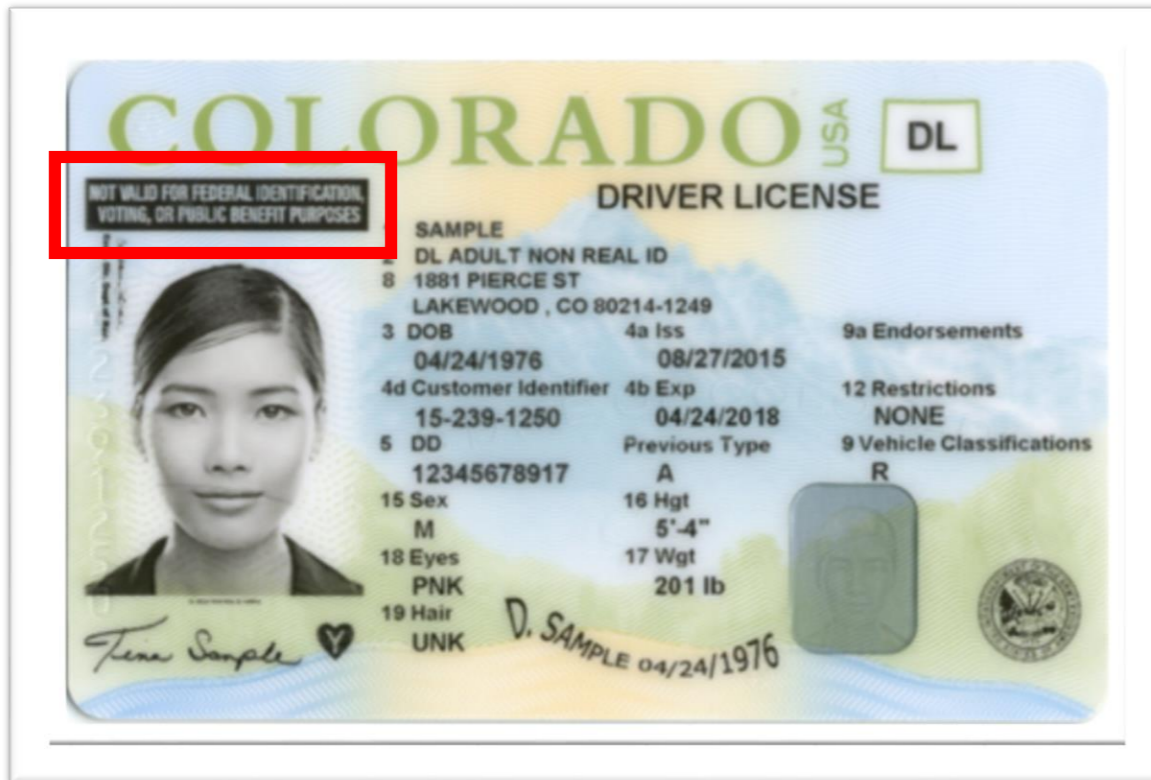 COLORADO USA DL
NOT VALID FOR FEDERAL IDENTIFICATION,
VOTING, OR PUBLIC BENEFIT PURPOSES
DRIVER LICENSE
1 SAMPLE
2 DL ADULT NON REAL ID
8 1881 PIERCE ST
LAKEWOOD , CO 80214-1249
3 DOB 4a Iss 9a Endorsements
04/24/1976 08/27/2015
4d Customer Identifier 4b Exp 12 Restrictions
15-239-1250 04/24/2018 NONE
5 DD Previous Type 9 Vehicle Classifications
12345678917 A R
15 Sex 16 Hgt
M 5'-4"
18 Eyes 17 Wgt
PNK 201 lb
19 Hair
UNK
D. SAMPLE 04/24/1976
Tina Sample Y